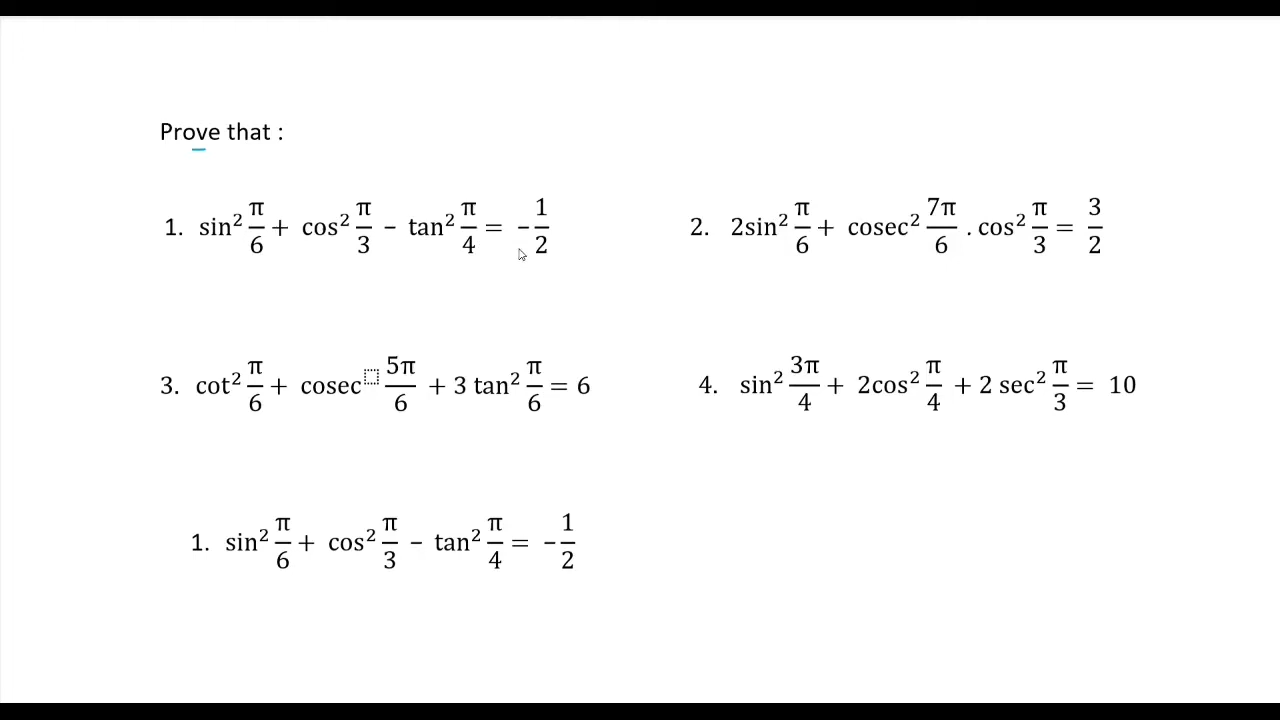 Prove that :
1. sin² π/6 + cos² π/3 – tan² π/4 = -1/2
2. 2sin² π/6 + cosec² 7π/6 . cos² π/3 = 3/2
3. cot² π/6 + cosec⬚ 5π/6 + 3 tan² π/6 = 6
4. sin² 3π/4 + 2cos² π/4 + 2 sec² π/3 = 10
1. sin² π/6 + cos² π/3 – tan² π/4 = -1/2